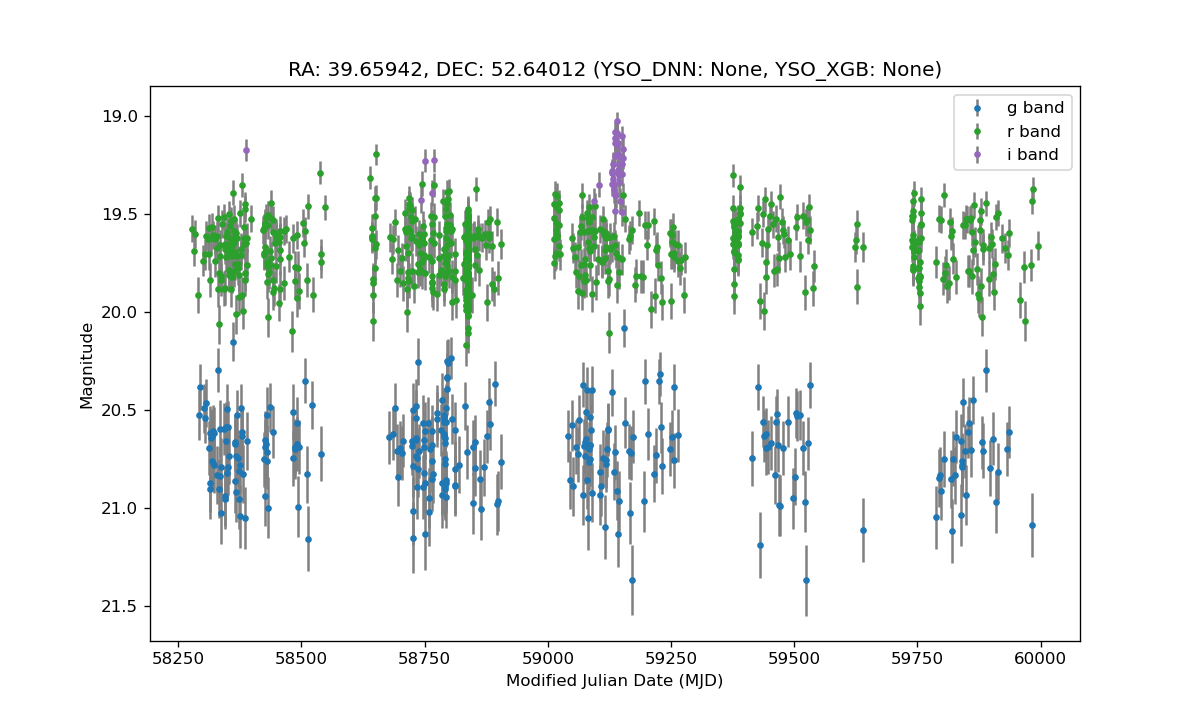 RA: 39.65942, DEC: 52.64012 (YSO_DNN: None, YSO_XGB: None)
g band
r band
i band
19.0
19.5
20.0
20.5
21.0
21.5
Magnitude
58250 58500 58750 59000 59250 59500 59750 60000
Modified Julian Date (MJD)